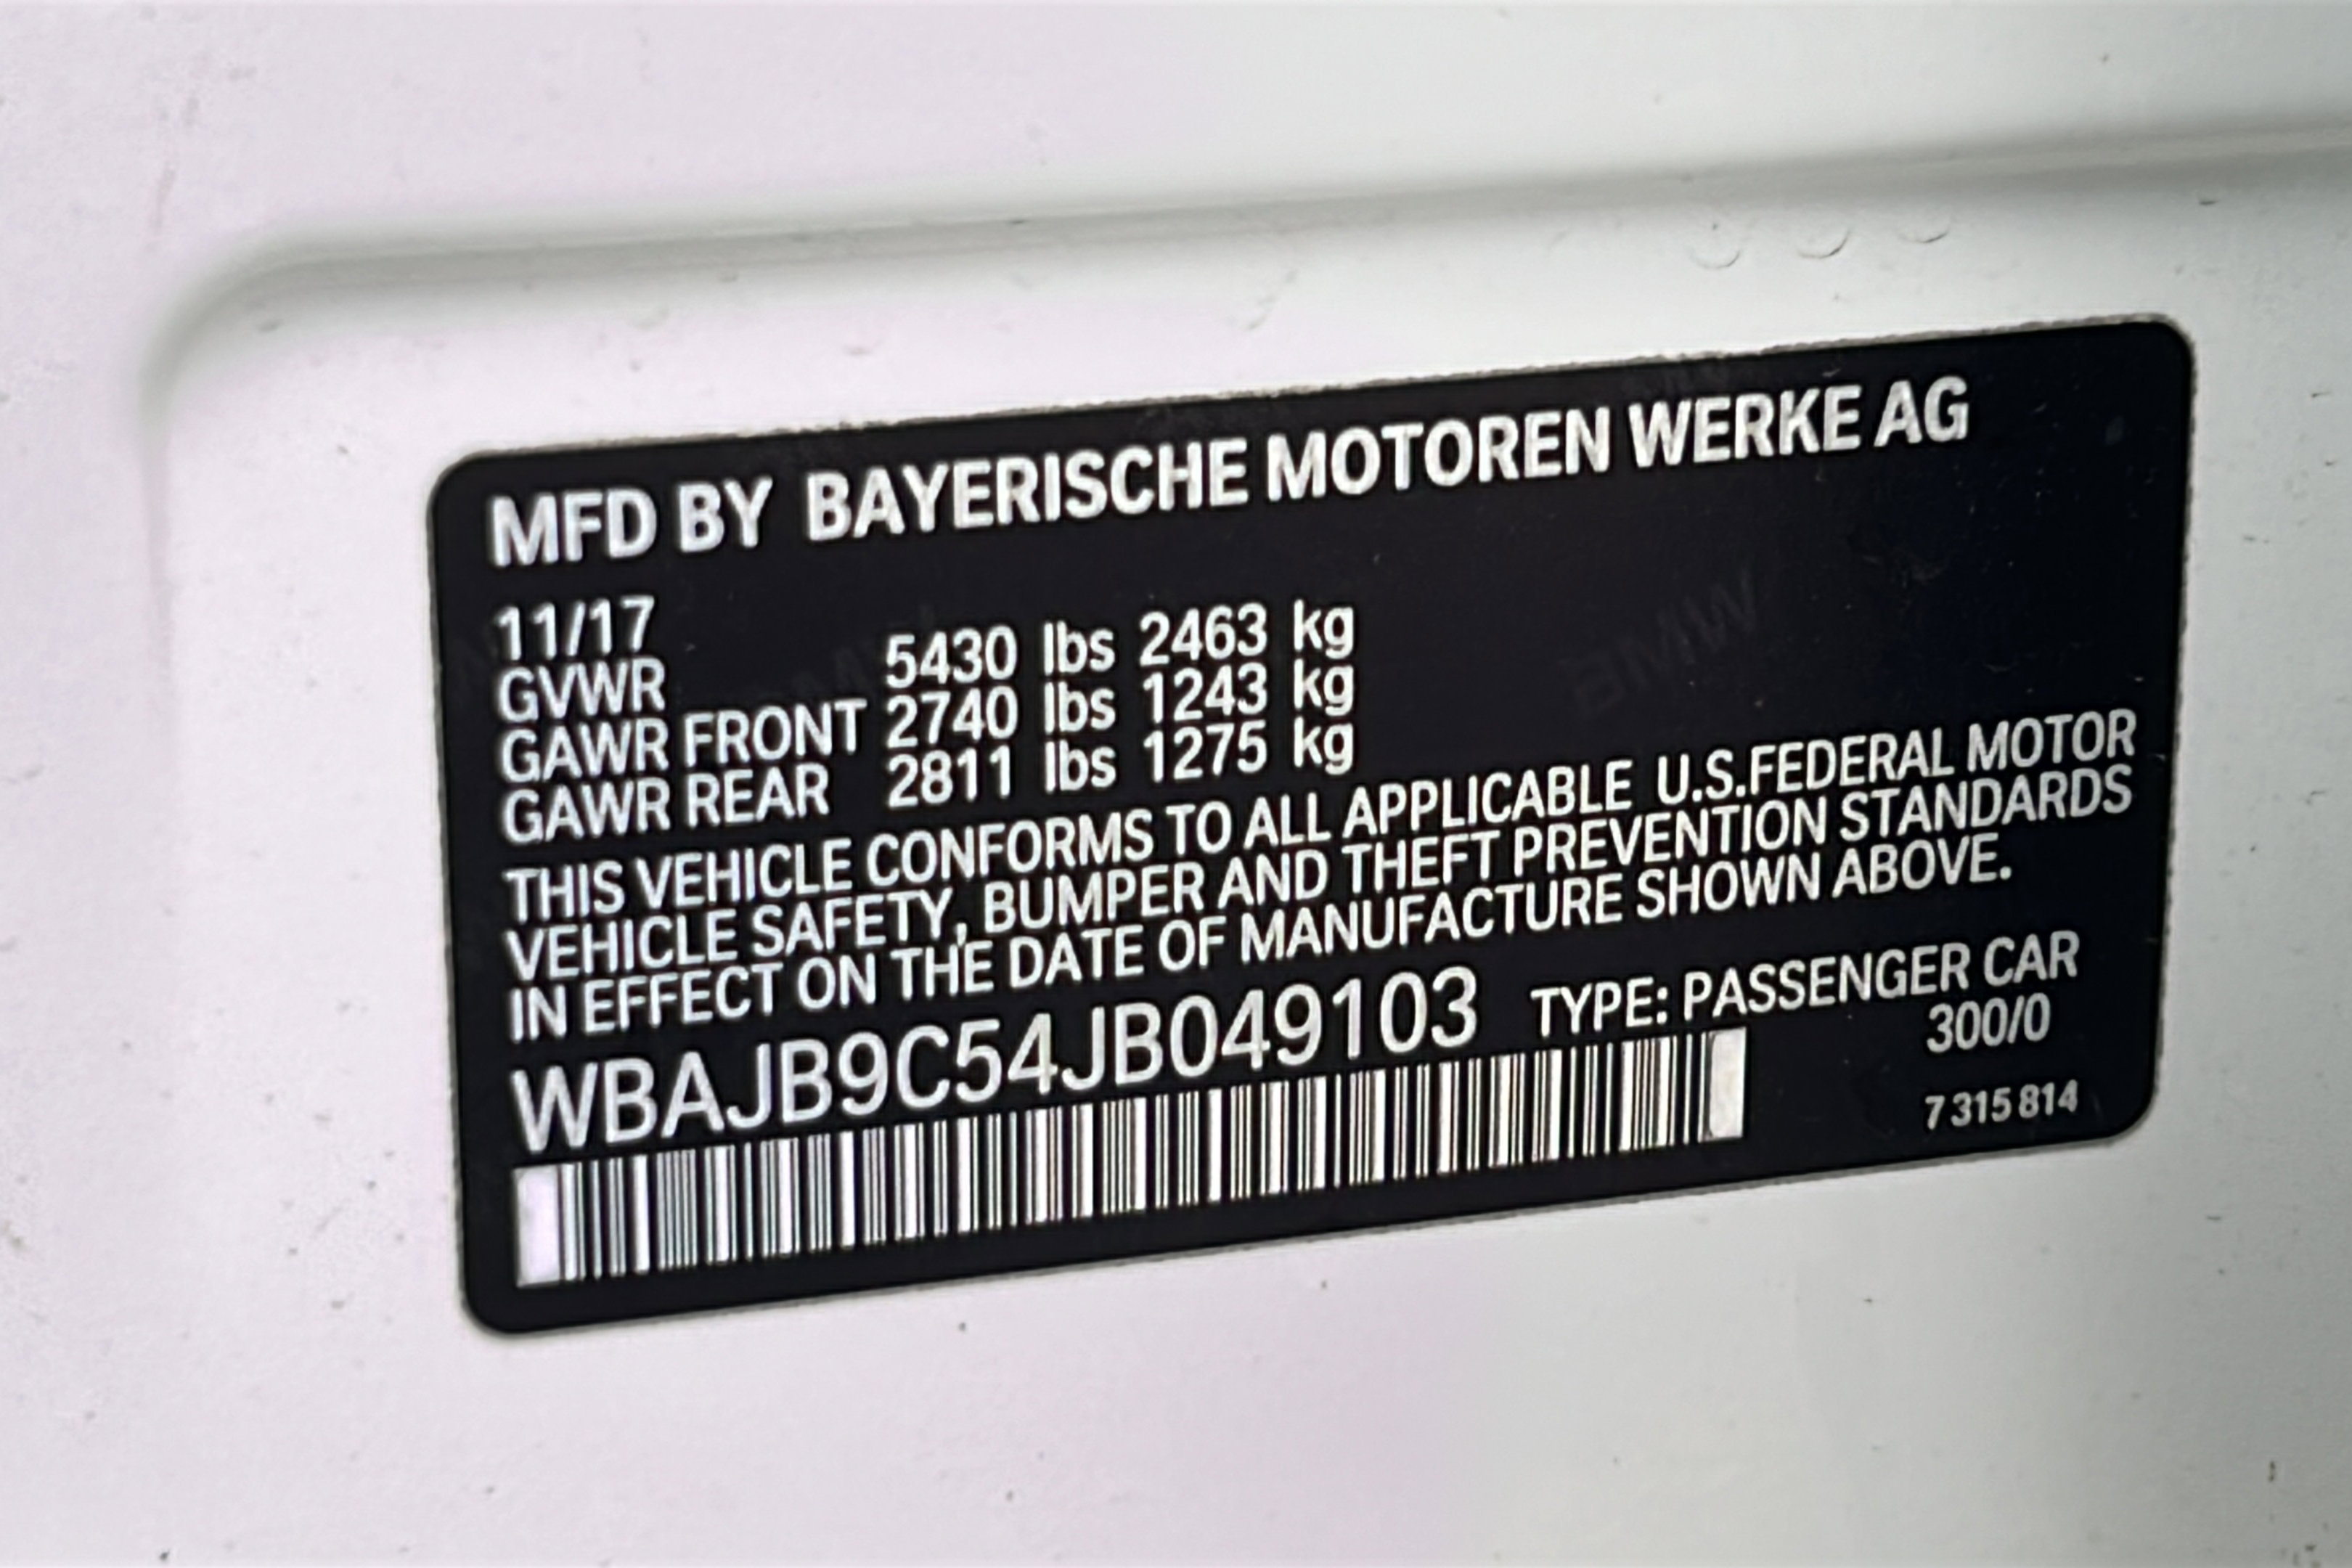 MFD BY BAYERISCHE MOTOREN WERKE AG
11/17
GVWR 5430 lbs 2463 kg
GAWR FRONT 2740 lbs 1243 kg
GAWR REAR 2811 lbs 1275 kg
THIS VEHICLE CONFORMS TO ALL APPLICABLE U.S.FEDERAL MOTOR
VEHICLE SAFETY, BUMPER AND THEFT PREVENTION STANDARDS
IN EFFECT ON THE DATE OF MANUFACTURE SHOWN ABOVE.
WBAJB9C54JB049103 TYPE: PASSENGER CAR
300/0
7 315 814